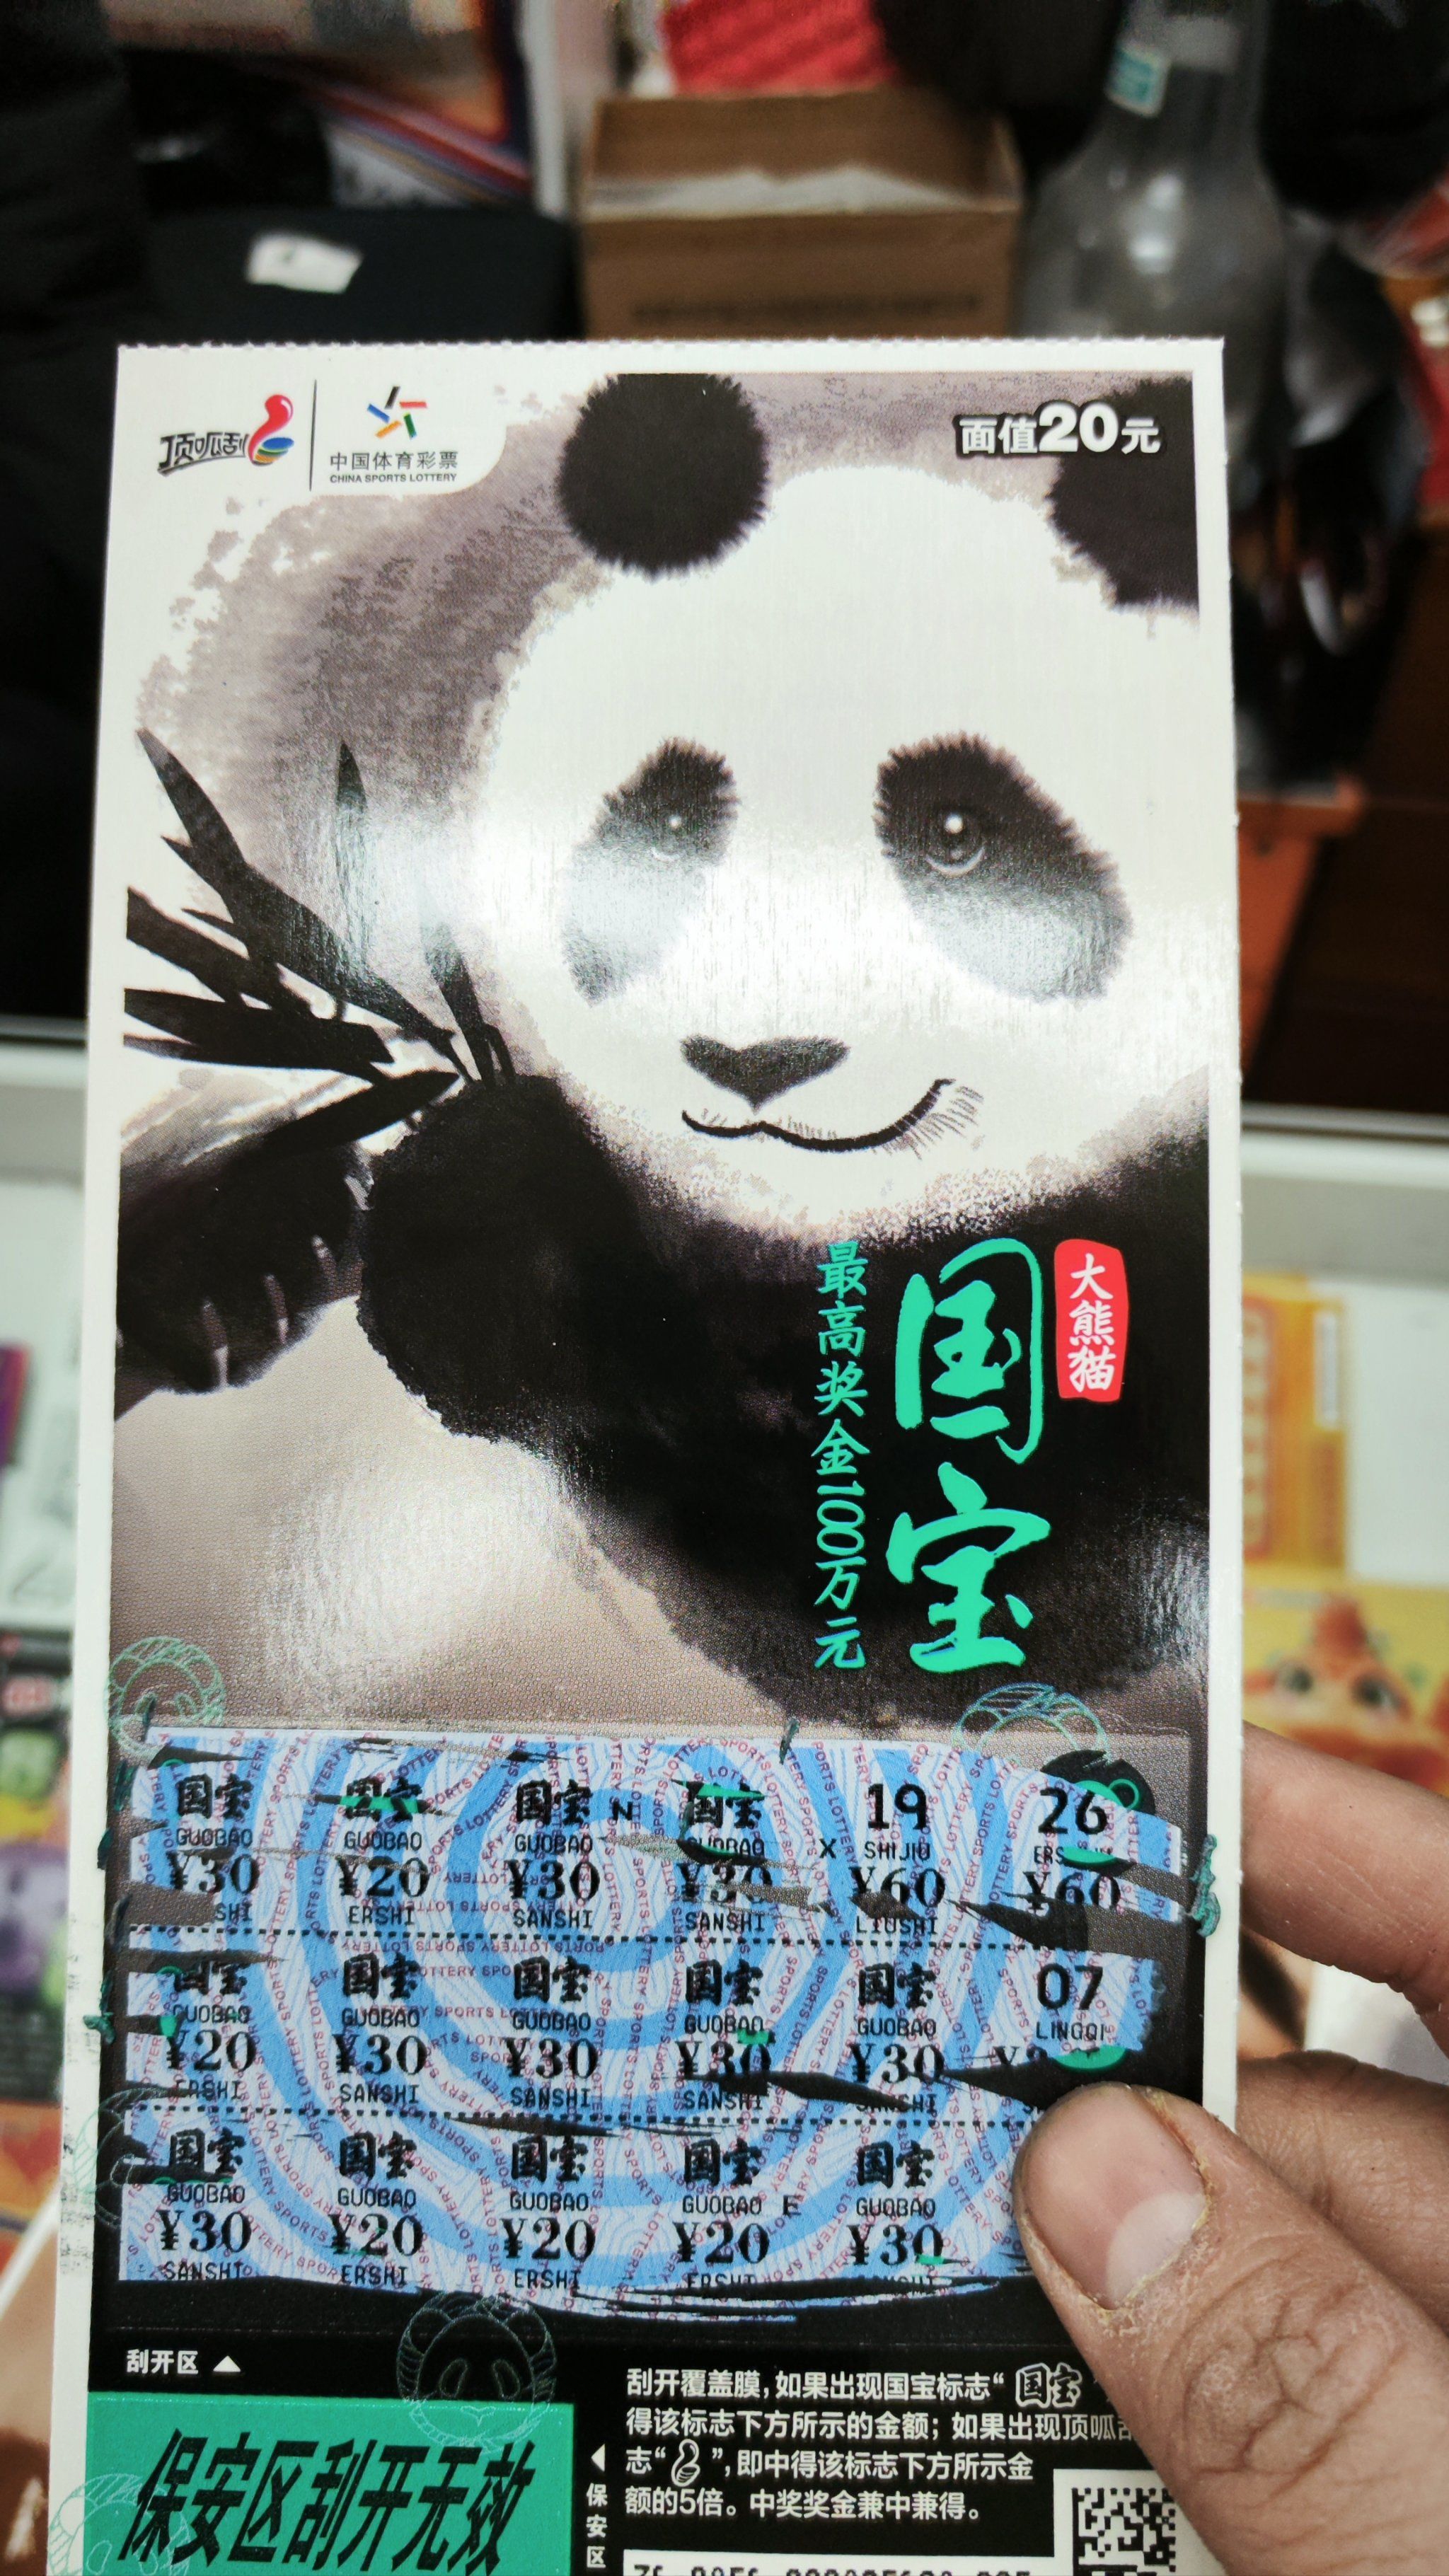 顶呱刮
中国体育彩票
CHINA SPORTS LOTTERY
面值20元
大熊猫
国宝
最高奖金100万元
国宝 国宝 国宝 N 国宝 19 26
GUOBAO GUOBAO GUOBAO GUOBAO X SHIJIU ERS
¥30 ¥20 ¥30 ¥30 ¥60 ¥60
SHI ERSHI SANSHI SANSHI LIUSHI
国宝 国宝 国宝 国宝 国宝 07
GUOBAO GUOBAO GUOBAO GUOBAO GUOBAO LINGQI
¥20 ¥30 ¥30 ¥30 ¥30
ERSHI SANSHI SANSHI SANSHI SANSHI
国宝 国宝 国宝 国宝 国宝
GUOBAO GUOBAO GUOBAO GUOBAO E GUOBAO
¥30 ¥20 ¥20 ¥20 ¥30
SANSHI ERSHI ERSHI ERSHI
刮开区
保安区刮开无效
保安区
刮开覆盖膜，如果出现国宝标志“国宝
得该标志下方所示的金额；如果出现顶呱
志“ ”，即中得该标志下方所示金
额的5倍。中奖奖金兼中兼得。